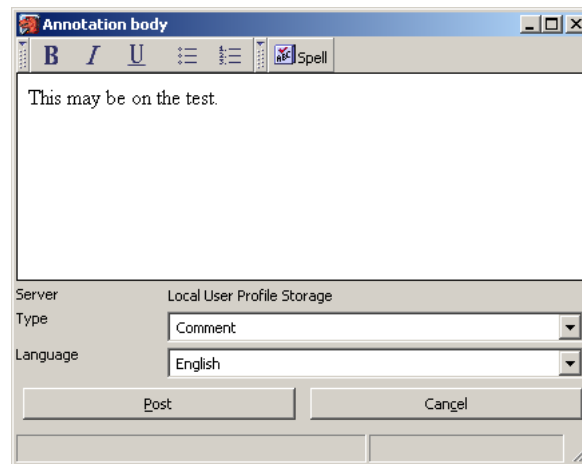 Annotation body
B I U Spell
This may be on the test.
Server Local User Profile Storage
Type Comment
Language English
Post Cancel